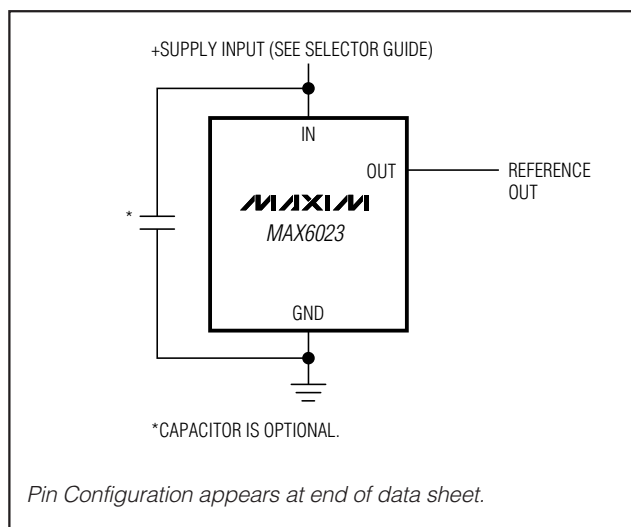 +SUPPLY INPUT (SEE SELECTOR GUIDE)
IN
OUT
REFERENCE
OUT
MAXIM
MAX6023
*
GND
*CAPACITOR IS OPTIONAL.
Pin Configuration appears at end of data sheet.